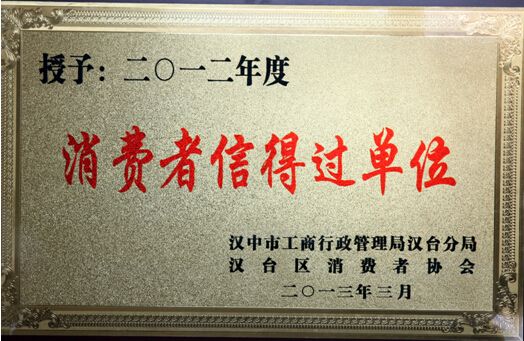 授予：二〇一二年度
消费者信得过单位
汉中市工商行政管理局汉台分局
汉台区消费者协会
二〇一三年三月